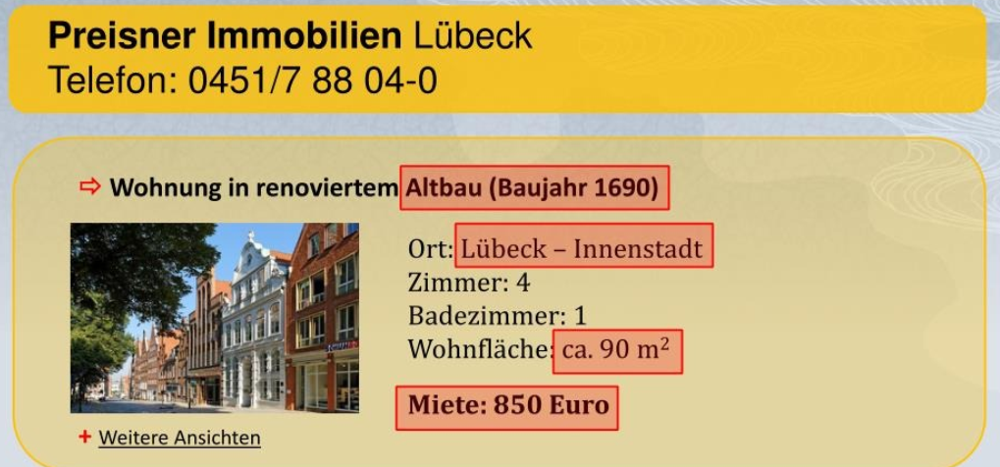 Preisner Immobilien Lübeck
Telefon: 0451/7 88 04-0
⇨ Wohnung in renoviertem Altbau (Baujahr 1690)
Ort: Lübeck – Innenstadt
Zimmer: 4
Badezimmer: 1
Wohnfläche: ca. 90 m²
Miete: 850 Euro
+ Weitere Ansichten